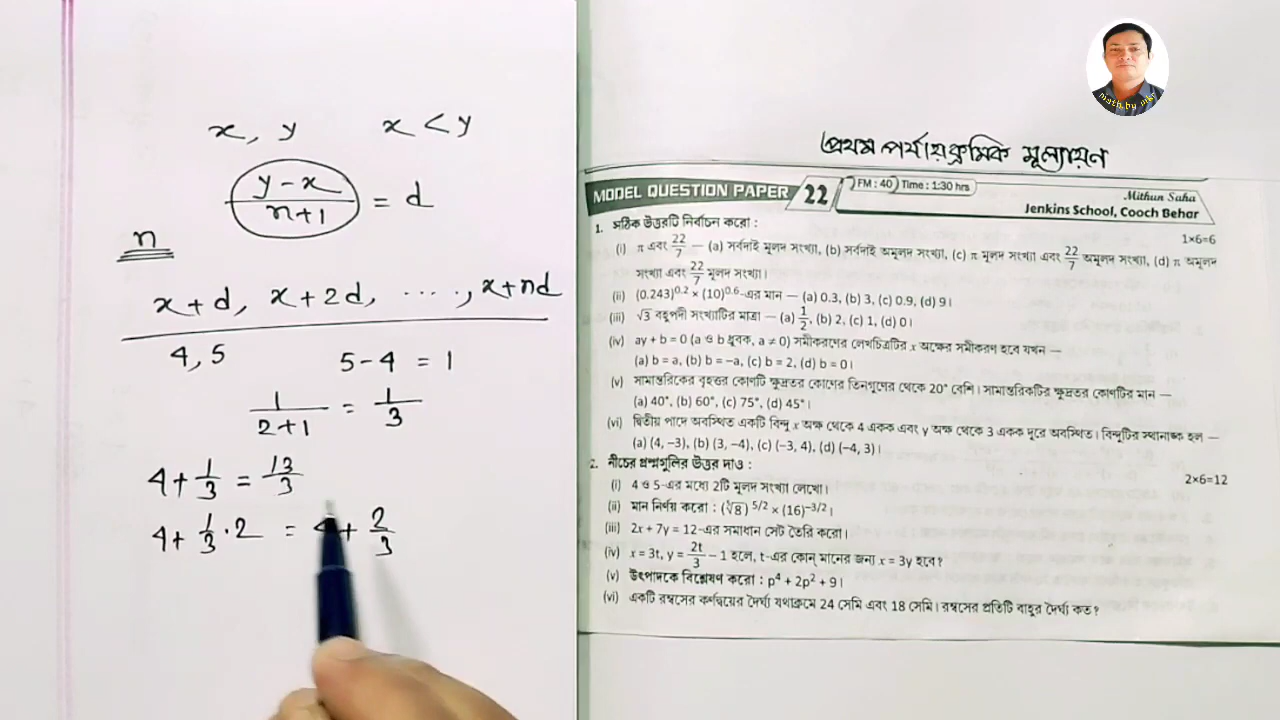 x, y x < y
y - x / n + 1 = d
n
x + d, x + 2d, ...., x + nd
4, 5 5 - 4 = 1
1 / 2 + 1 = 1 / 3
4 + 1/3 = 13/3
4 + 1/3 · 2 = 4 + 2/3
math by msr
প্রথম পর্যায়ক্রমিক মূল্যায়ন
MODEL QUESTION PAPER 22 FM : 40 Time : 1:30 hrs
Mithun Saha
Jenkins School, Cooch Behar
1. সঠিক উত্তরটি নির্বাচন করো : 1×6=6
(i) π এবং 22/7 — (a) সর্বদাই মূলদ সংখ্যা, (b) সর্বদাই অমূলদ সংখ্যা, (c) π মূলদ সংখ্যা এবং 22/7 অমূলদ সংখ্যা, (d) π অমূলদ
সংখ্যা এবং 22/7 মূলদ সংখ্যা।
(ii) (0.243)^0.2 × (10)^0.6-এর মান — (a) 0.3, (b) 3, (c) 0.9, (d) 9।
(iii) √3 বহুপদী সংখ্যাটির মাত্রা — (a) 1/2, (b) 2, (c) 1, (d) 0।
(iv) ay + b = 0 (a ও b ধ্রুবক, a ≠ 0) সমীকরণের লেখচিত্রটির x অক্ষের সমীকরণ হবে যখন —
(a) b = a, (b) b = –a, (c) b = 2, (d) b = 0।
(v) সামান্তরিকের বৃহত্তর কোণটি ক্ষুদ্রতর কোণের তিনগুণের থেকে 20° বেশি। সামান্তরিকটির ক্ষুদ্রতর কোণটির মান —
(a) 40°, (b) 60°, (c) 75°, (d) 45°।
(vi) দ্বিতীয় পাদে অবস্থিত একটি বিন্দু x অক্ষ থেকে 4 একক এবং y অক্ষ থেকে 3 একক দূরে অবস্থিত। বিন্দুটির স্থানাঙ্ক হল —
(a) (4, –3), (b) (3, –4), (c) (–3, 4), (d) (–4, 3)।
2. নীচের প্রশ্নগুলির উত্তর দাও : 2×6=12
(i) 4 ও 5-এর মধ্যে 2টি মূলদ সংখ্যা লেখো।
(ii) মান নির্ণয় করো : (∛8)^5/2 × (16)^–3/2।
(iii) 2x + 7y = 12-এর সমাধান সেট তৈরি করো।
(iv) x = 3t, y = 2t/3 – 1 হলে, t-এর কোন্ মানের জন্য x = 3y হবে?
(v) উৎপাদকে বিশ্লেষণ করো : p⁴ + 2p² + 9।
(vi) একটি রম্বসের কর্ণদ্বয়ের দৈর্ঘ্য যথাক্রমে 24 সেমি এবং 18 সেমি। রম্বসের প্রতিটি বাহুর দৈর্ঘ্য কত?